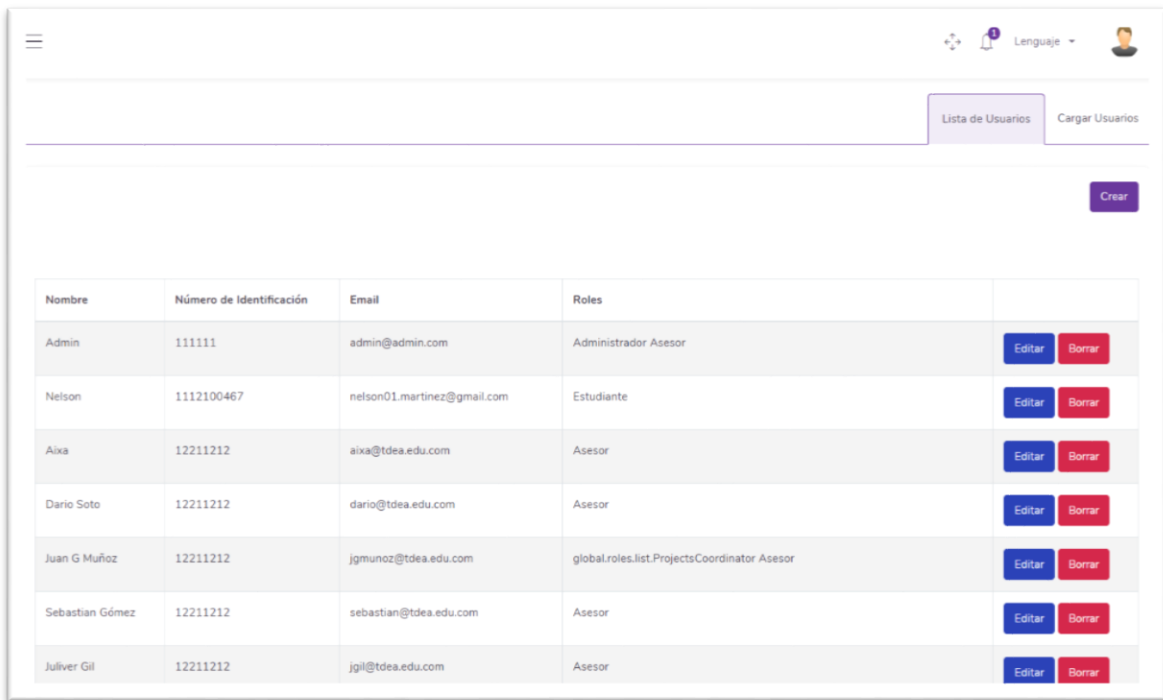 1
Lenguaje
Lista de Usuarios Cargar Usuarios
Crear
Nombre Número de Identificación Email Roles
Admin 111111 admin@admin.com Administrador Asesor Editar Borrar
Nelson 1112100467 nelson01.martinez@gmail.com Estudiante Editar Borrar
Aixa 12211212 aixa@tdea.edu.com Asesor Editar Borrar
Dario Soto 12211212 dario@tdea.edu.com Asesor Editar Borrar
Juan G Muñoz 12211212 jgmunoz@tdea.edu.com global.roles.list.ProjectsCoordinator Asesor Editar Borrar
Sebastian Gómez 12211212 sebastian@tdea.edu.com Asesor Editar Borrar
Juliver Gil 12211212 jgil@tdea.edu.com Asesor Editar Borrar